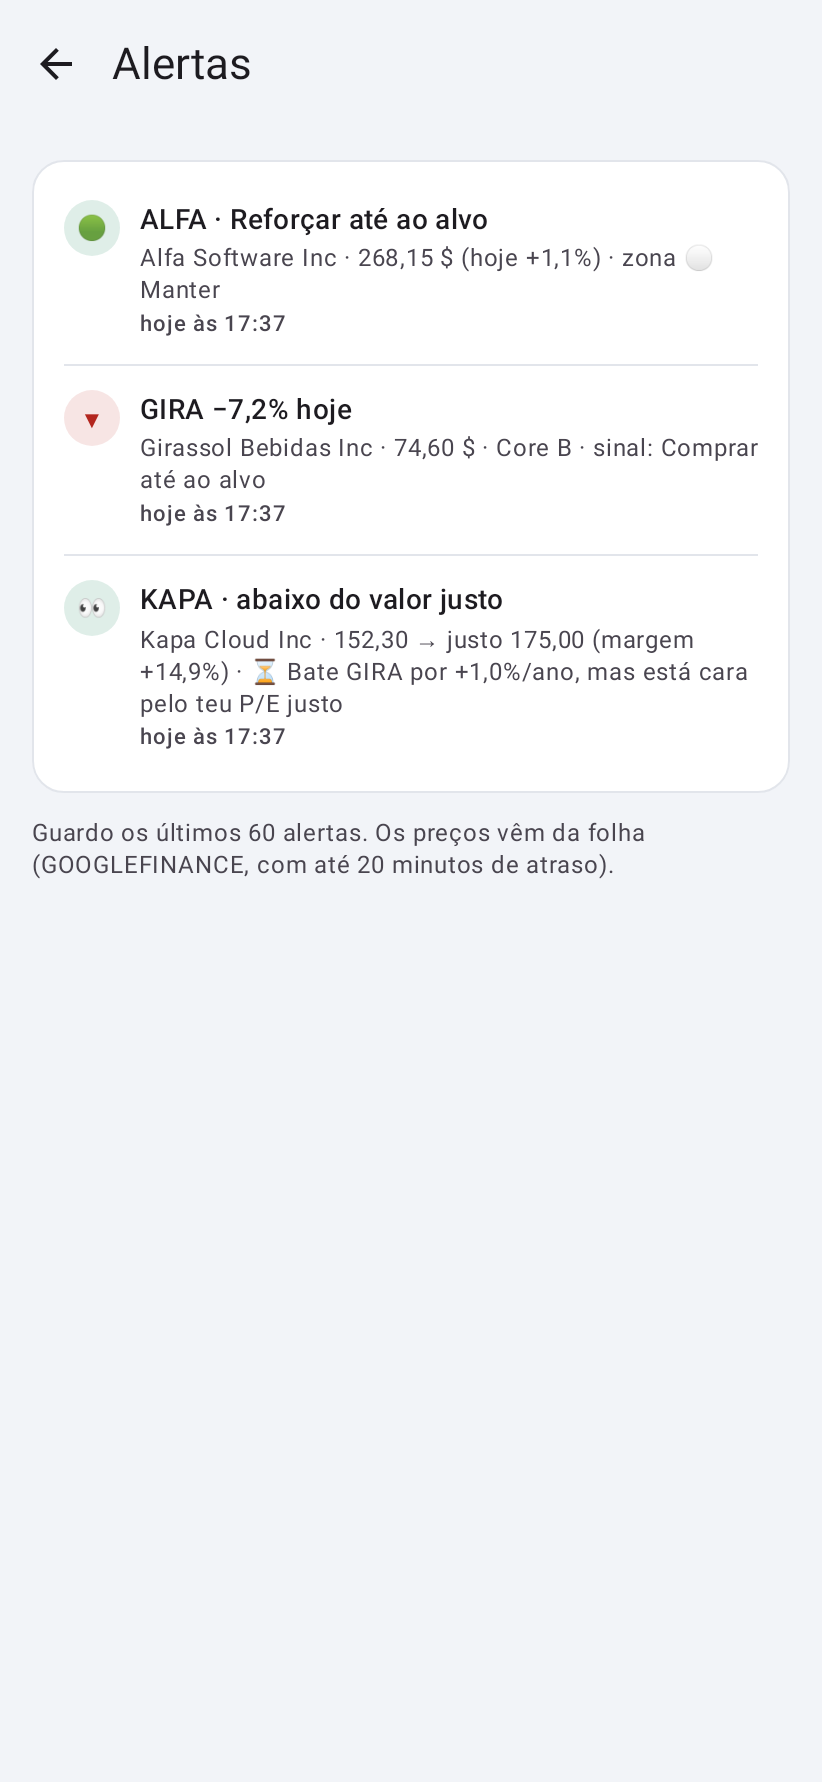 Alertas
ALFA · Reforçar até ao alvo
Alfa Software Inc · 268,15 $ (hoje +1,1%) · zona ⚪
Manter
hoje às 17:37
GIRA −7,2% hoje
Girassol Bebidas Inc · 74,60 $ · Core B · sinal: Comprar
até ao alvo
hoje às 17:37
KAPA · abaixo do valor justo
Kapa Cloud Inc · 152,30 → justo 175,00 (margem
+14,9%) · ⏳ Bate GIRA por +1,0%/ano, mas está cara
pelo teu P/E justo
hoje às 17:37
Guardo os últimos 60 alertas. Os preços vêm da folha
(GOOGLEFINANCE, com até 20 minutos de atraso).